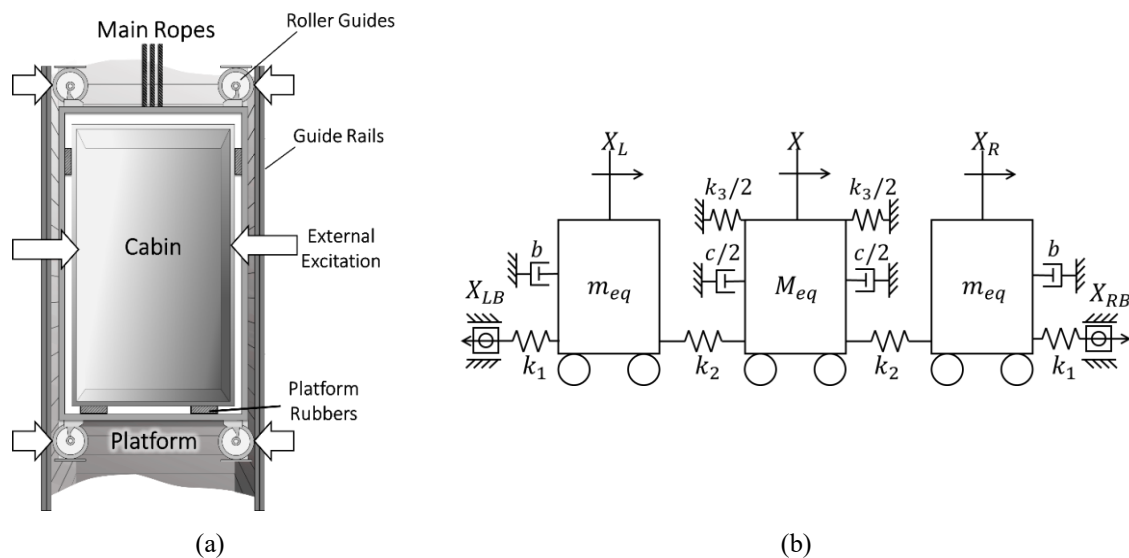 Main Ropes
Roller Guides
Guide Rails
Cabin
External
Excitation
Platform
Rubbers
Platform
(a)
X_L
X
X_R
k_3/2
k_3/2
b
c/2
c/2
b
X_LB
m_eq
M_eq
m_eq
X_RB
k_1
k_2
k_2
k_1
(b)